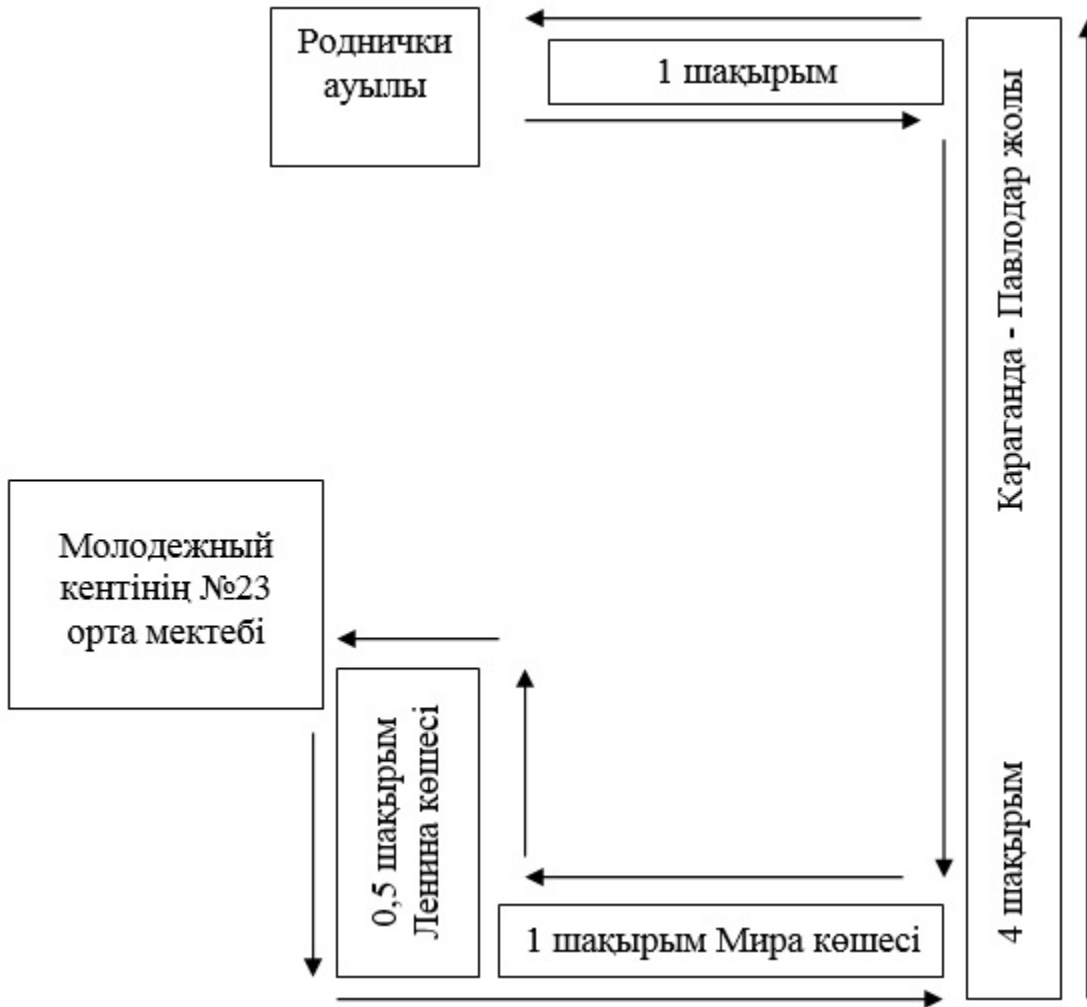 Роднички
ауылы
1 шақырым
Караганда - Павлодар жолы
4 шақырым
Молодежный
кентінің №23
орта мектебі
0,5 шақырым
Ленина көшесі
1 шақырым Мира көшесі